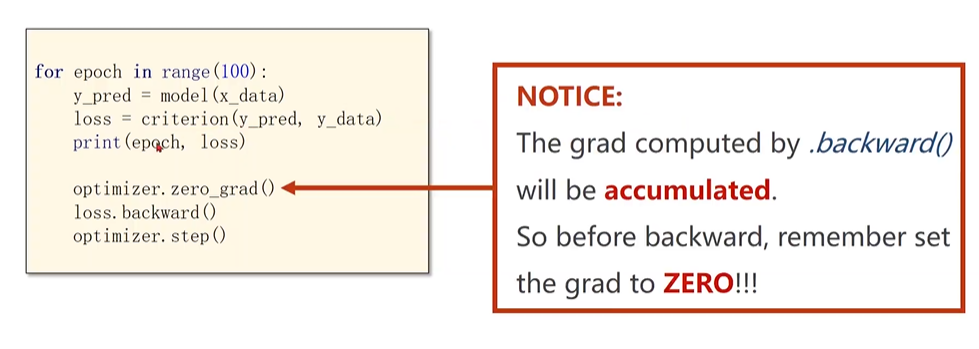 for epoch in range(100):
y_pred = model(x_data)
loss = criterion(y_pred, y_data)
print(epoch, loss)
optimizer.zero_grad()
loss.backward()
optimizer.step()
NOTICE:
The grad computed by .backward()
will be accumulated.
So before backward, remember set
the grad to ZERO!!!